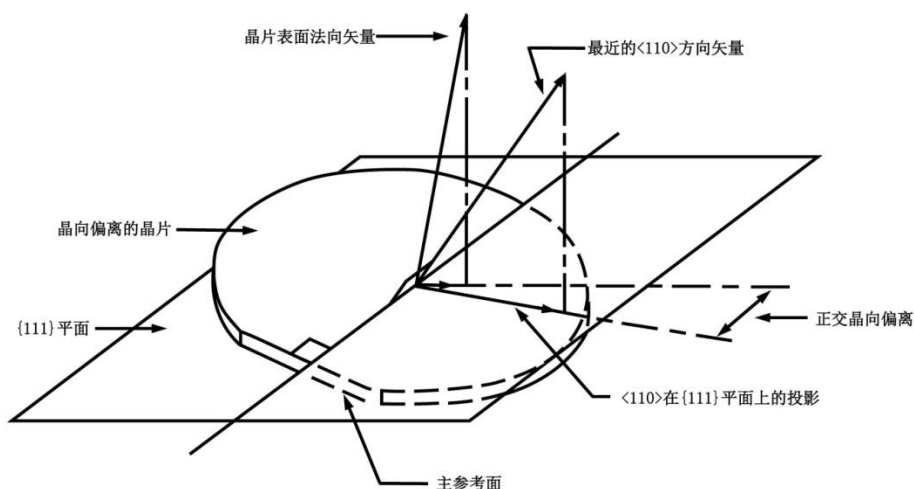 晶片表面法向矢量
最近的<110>方向矢量
晶向偏离的晶片
{111}平面
正交晶向偏离
<110>在{111}平面上的投影
主参考面